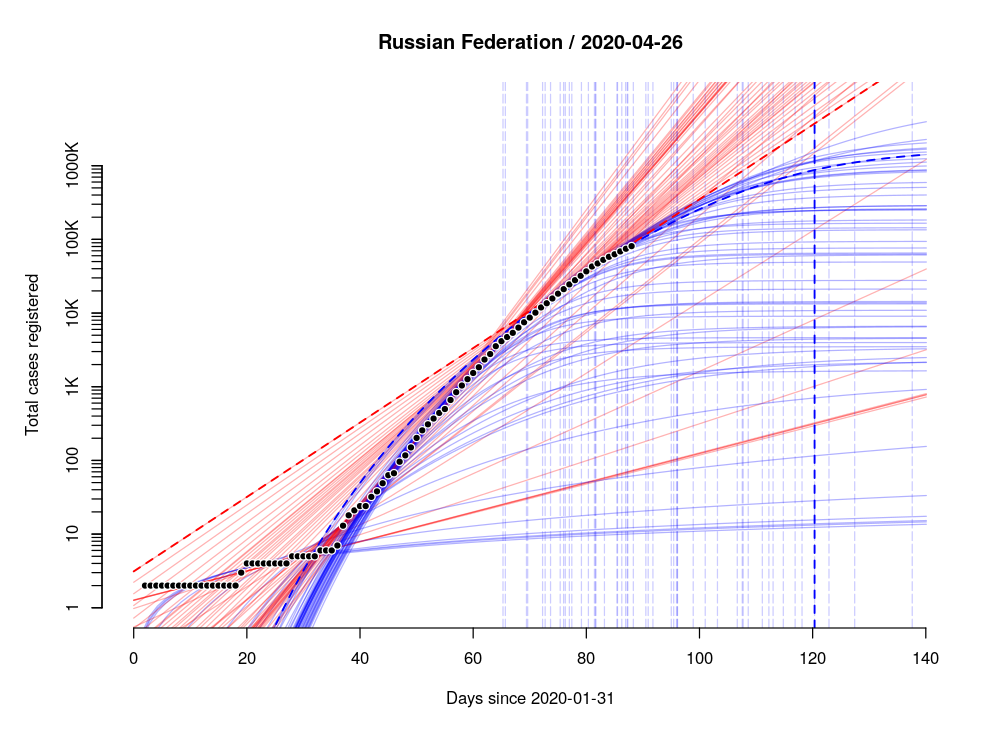 Russian Federation / 2020-04-26
Total cases registered
1000K
100K
10K
1K
100
10
1
0 20 40 60 80 100 120 140
Days since 2020-01-31